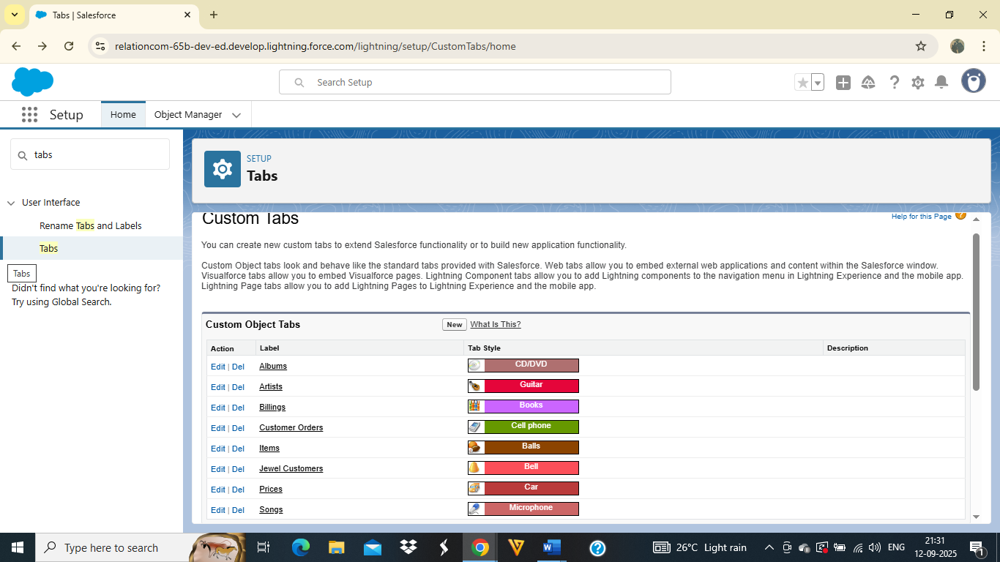 Tabs | Salesforce
relationcom-65b-dev-ed.develop.lightning.force.com/lightning/setup/CustomTabs/home
Search Setup
Setup
Home
Object Manager
tabs
User Interface
Rename Tabs and Labels
Tabs
Tabs
Didn't find what you're looking for?
Try using Global Search.
SETUP
Tabs
Custom Tabs
Help for this Page ?
You can create new custom tabs to extend Salesforce functionality or to build new application functionality.
Custom Object tabs look and behave like the standard tabs provided with Salesforce. Web tabs allow you to embed external web applications and content within the Salesforce window.
Visualforce tabs allow you to embed Visualforce pages. Lightning Component tabs allow you to add Lightning components to the navigation menu in Lightning Experience and the mobile app.
Lightning Page tabs allow you to add Lightning Pages to Lightning Experience and the mobile app.
Custom Object Tabs New What Is This?
Action Label Tab Style Description
Edit | Del Albums CD/DVD
Edit | Del Artists Guitar
Edit | Del Billings Books
Edit | Del Customer Orders Cell phone
Edit | Del Items Balls
Edit | Del Jewel Customers Bell
Edit | Del Prices Car
Edit | Del Songs Microphone
Type here to search
26°C Light rain
ENG
21:31
12-09-2025
1